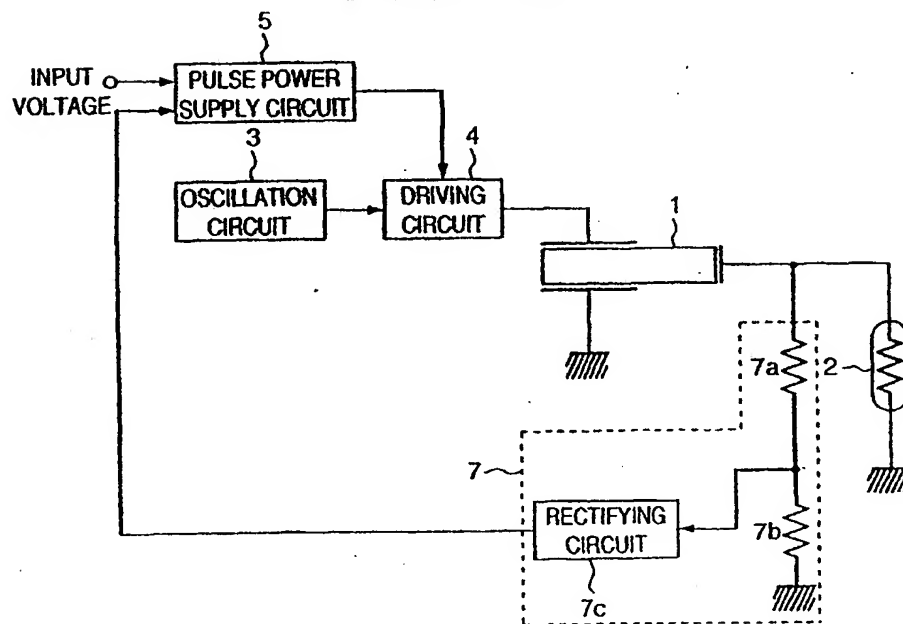 5
INPUT
VOLTAGE
PULSE POWER
SUPPLY CIRCUIT
3
4
OSCILLATION
CIRCUIT
DRIVING
CIRCUIT
1
7a
2
7
RECTIFYING
CIRCUIT
7b
7c